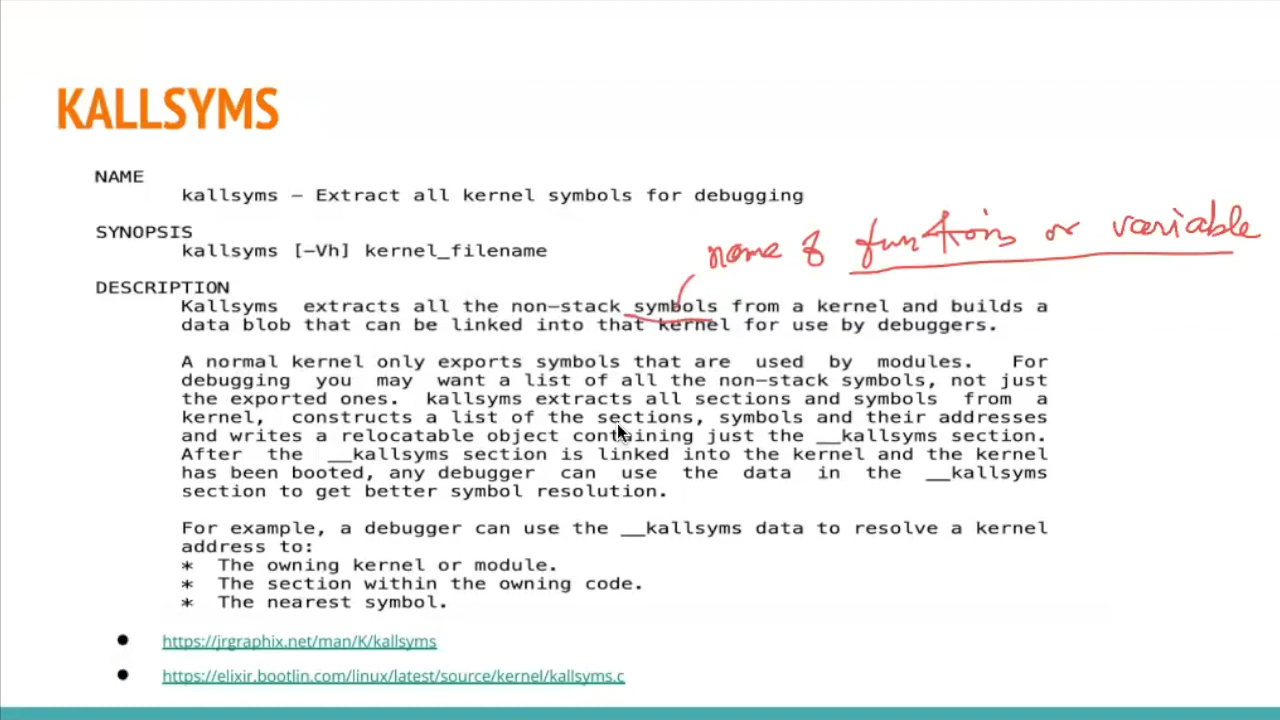 KALLSYMS
NAME
kallsyms – Extract all kernel symbols for debugging
SYNOPSIS
kallsyms [–Vh] kernel_filename
name of functions or variable
DESCRIPTION
Kallsyms extracts all the non–stack symbols from a kernel and builds a
data blob that can be linked into that kernel for use by debuggers.
A normal kernel only exports symbols that are used by modules. For
debugging you may want a list of all the non–stack symbols, not just
the exported ones. kallsyms extracts all sections and symbols from a
kernel, constructs a list of the sections, symbols and their addresses
and writes a relocatable object containing just the __kallsyms section.
After the __kallsyms section is linked into the kernel and the kernel
has been booted, any debugger can use the data in the __kallsyms
section to get better symbol resolution.
For example, a debugger can use the __kallsyms data to resolve a kernel
address to:
* The owning kernel or module.
* The section within the owning code.
* The nearest symbol.
● https://jrgraphix.net/man/K/kallsyms
● https://elixir.bootlin.com/linux/latest/source/kernel/kallsyms.c